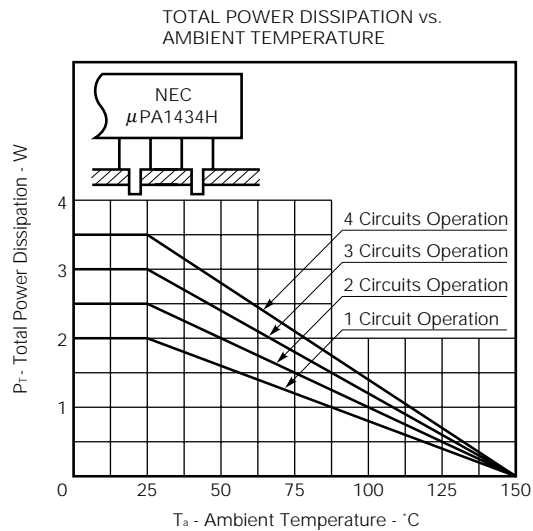 TOTAL POWER DISSIPATION vs.
AMBIENT TEMPERATURE
NEC
µPA1434H
PT - Total Power Dissipation - W
4
3
2
1
0
4 Circuits Operation
3 Circuits Operation
2 Circuits Operation
1 Circuit Operation
25
50
75
100
125
150
Ta - Ambient Temperature - ˚C